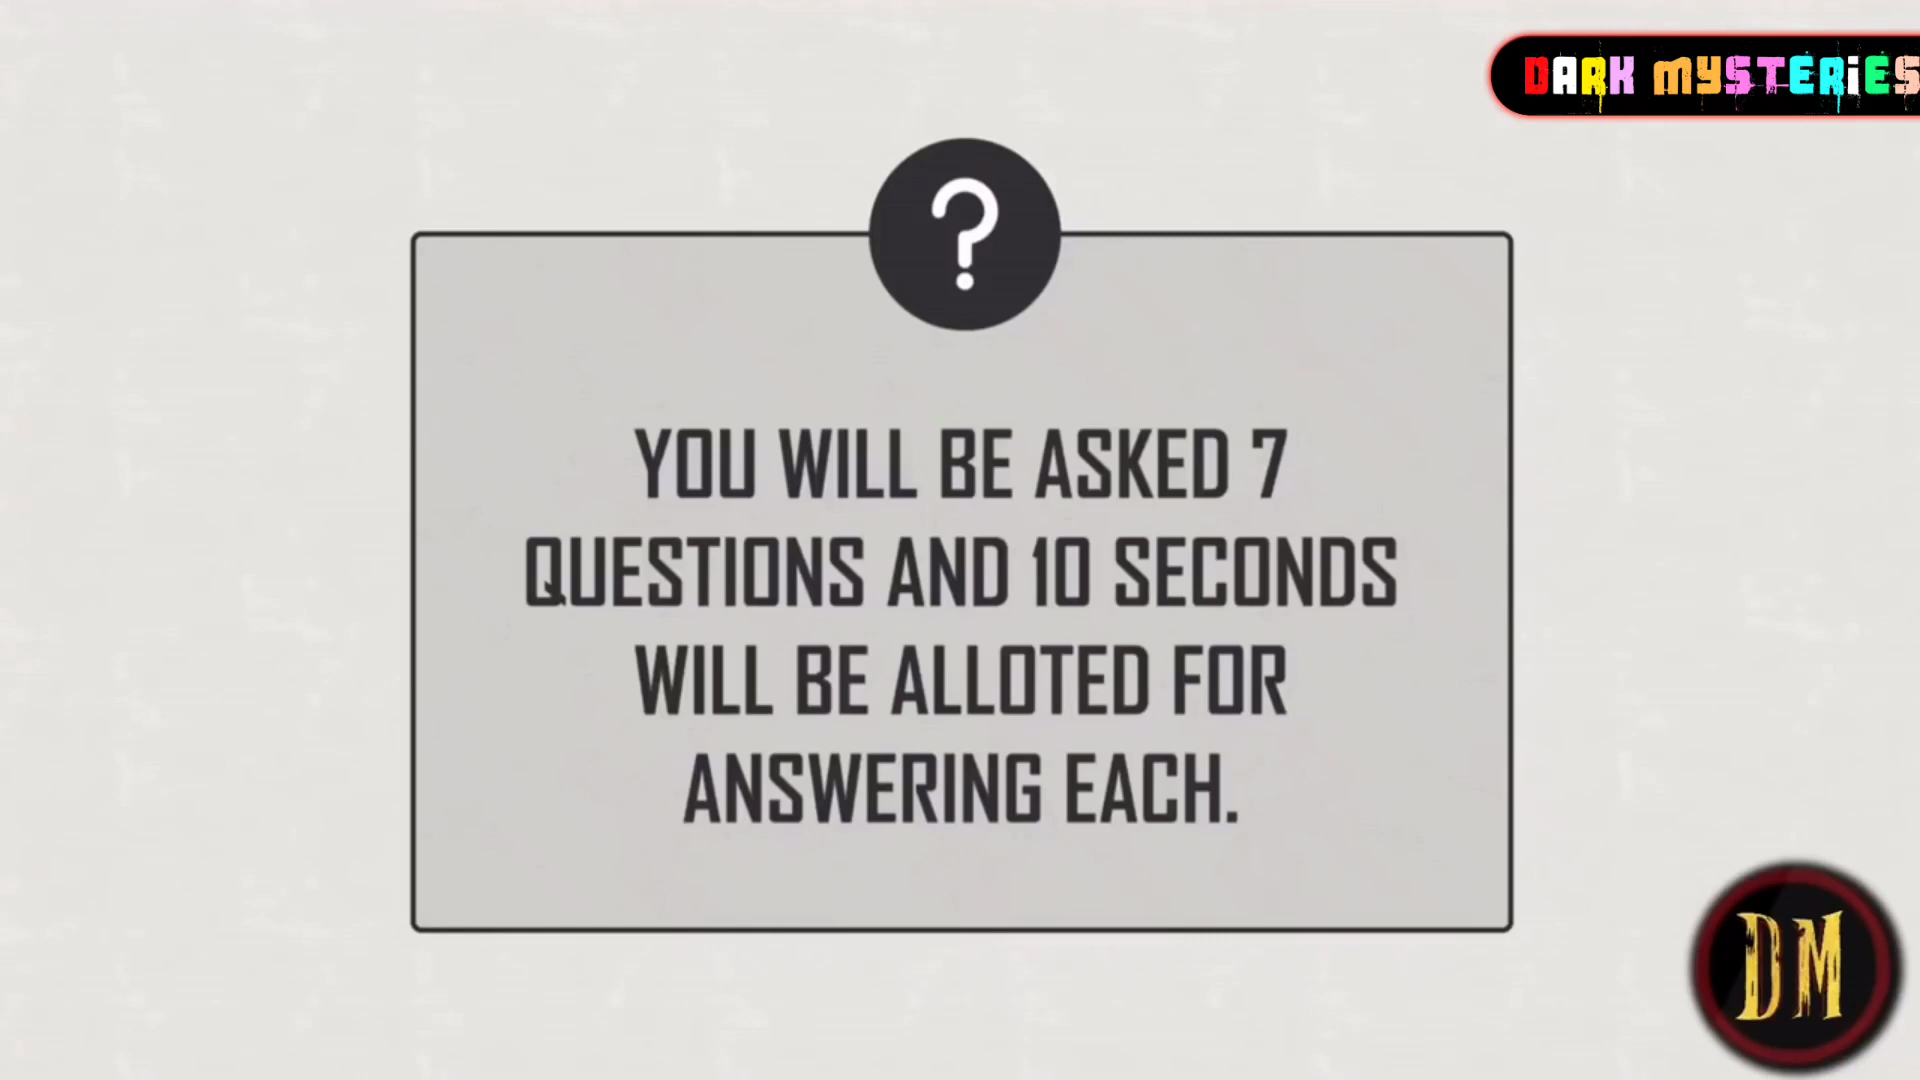 DARK MYSTERIES
?
YOU WILL BE ASKED 7
QUESTIONS AND 10 SECONDS
WILL BE ALLOTED FOR
ANSWERING EACH.
DM